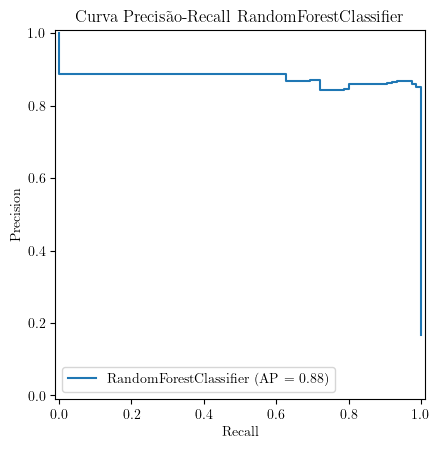 Curva Precisão-Recall RandomForestClassifier
1.0
0.8
0.6
0.4
0.2
0.0
Precision
RandomForestClassifier (AP = 0.88)
0.0 0.2 0.4 0.6 0.8 1.0
Recall